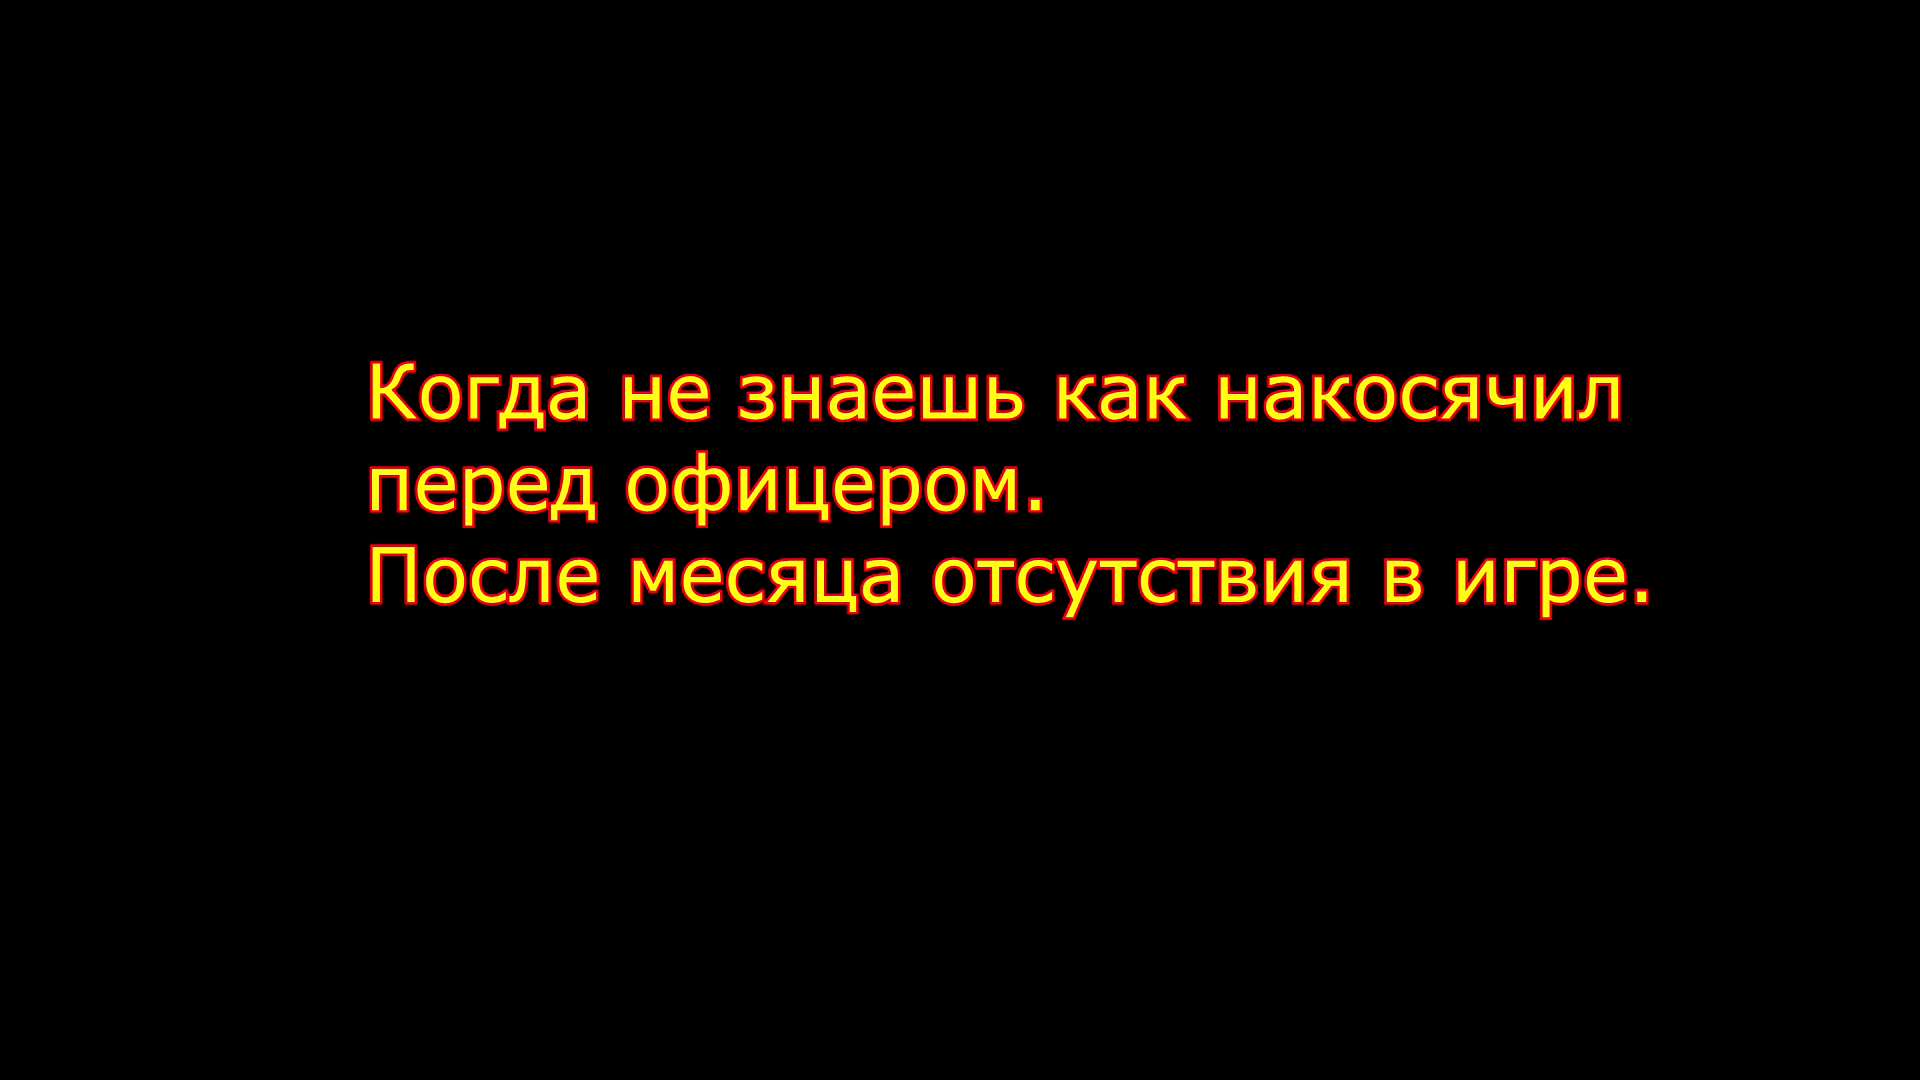 Когда не знаешь как накосячил
перед офицером.
После месяца отсутствия в игре.